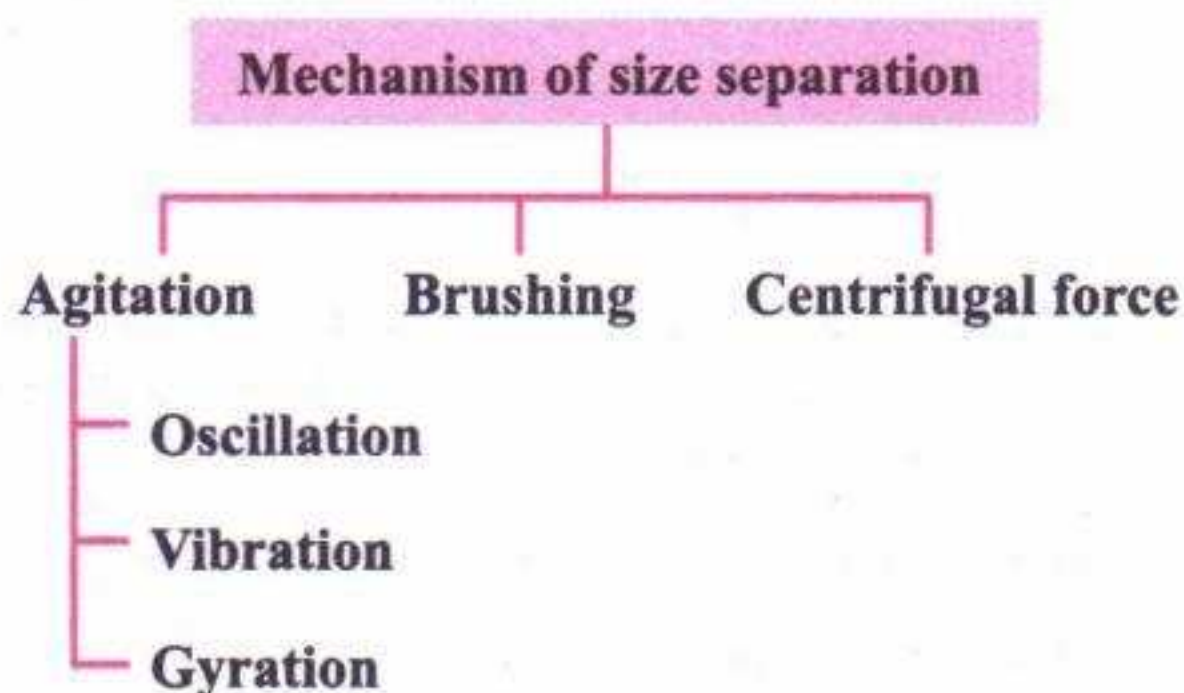 Mechanism of size separation
Agitation Brushing Centrifugal force
Oscillation
Vibration
Gyration